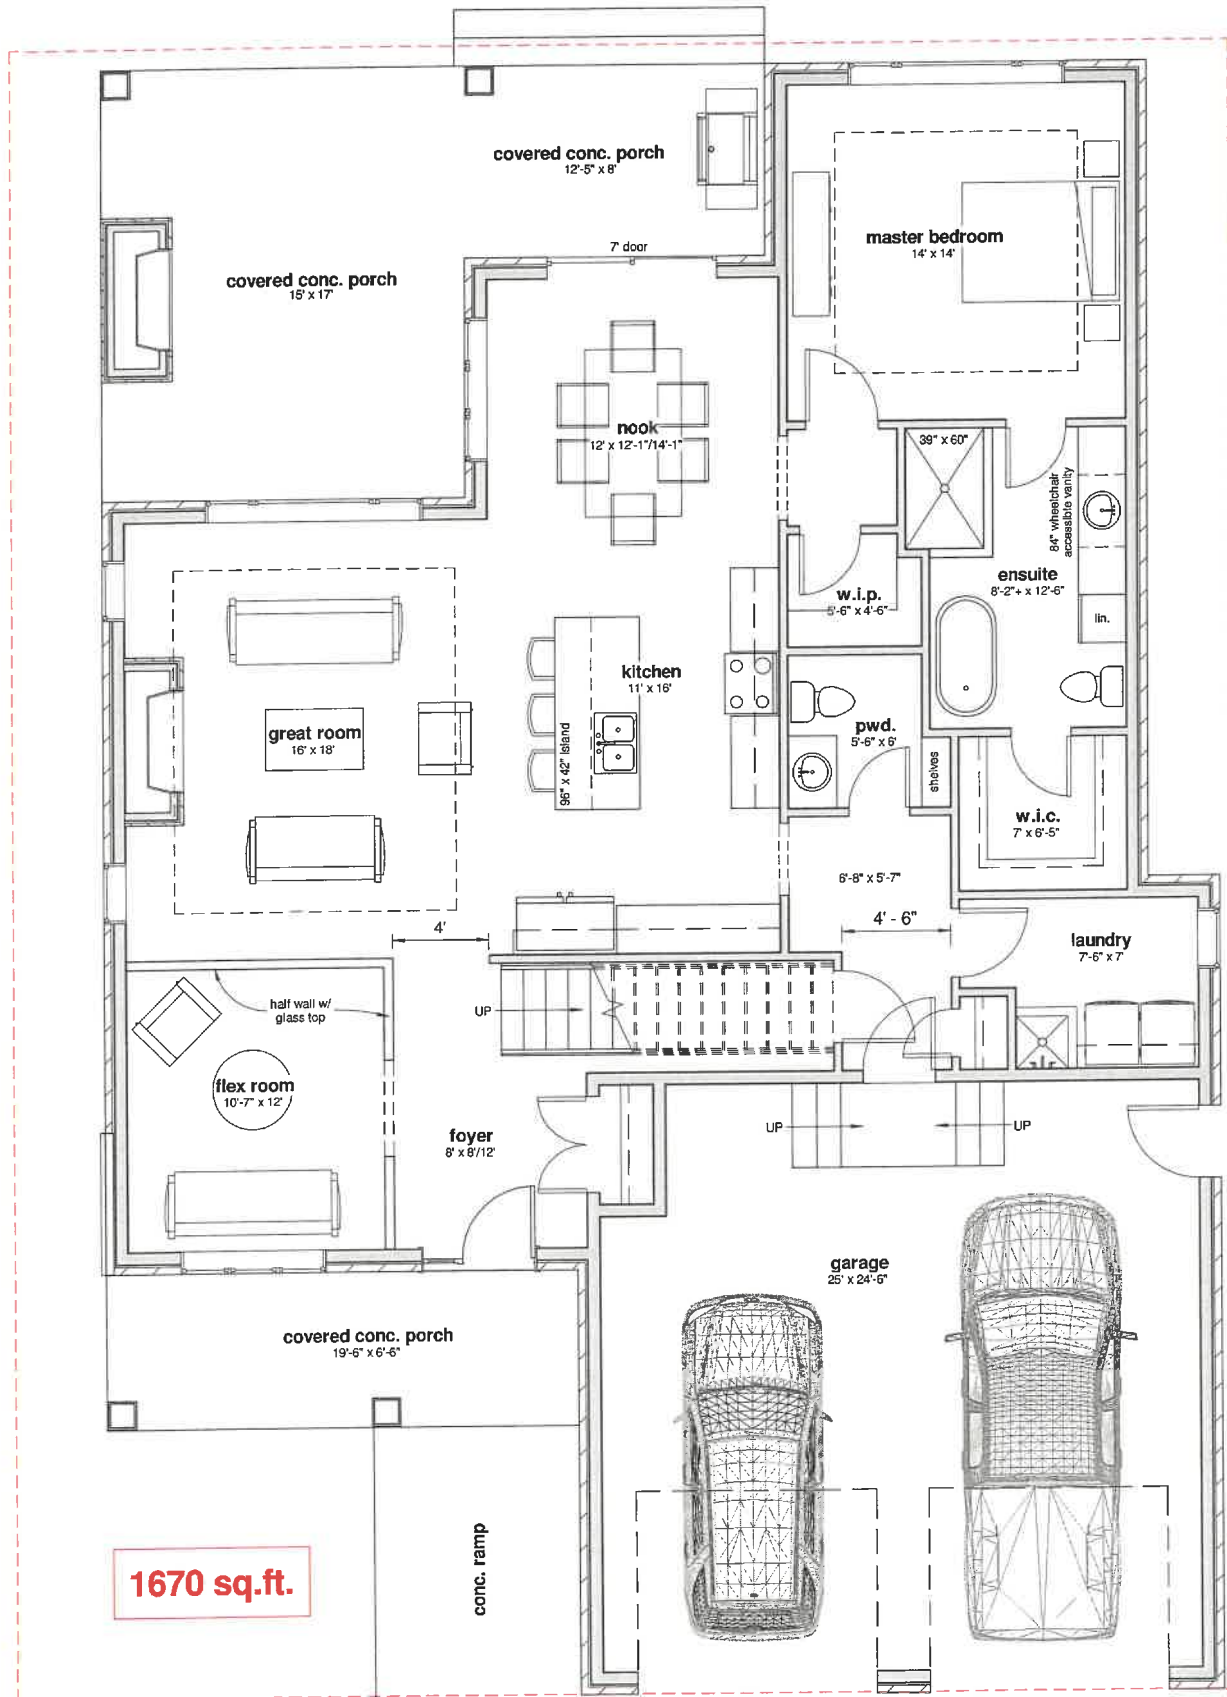 covered conc. porch
12'-5" x 8'
7' door
covered conc. porch
15' x 17'
master bedroom
14' x 14'
nook
12' x 12'-1"/14'-1"
39" x 60"
84" wheelchair
accessible vanity
ensuite
8'-2"+ x 12'-6"
lin.
w.i.p.
5'-6" x 4'-6"
kitchen
11' x 16'
96" x 42" island
great room
16' x 18'
pwd.
5'-6" x 6'
shelves
w.i.c.
7' x 6'-5"
6'-8" x 5'-7"
4'
4' - 6"
laundry
7'-6" x 7'
half wall w/
glass top
UP
flex room
10'-7" x 12'
foyer
8' x 8'/12'
UP
UP
garage
25' x 24'-6"
covered conc. porch
19'-6" x 6'-6"
conc. ramp
1670 sq.ft.